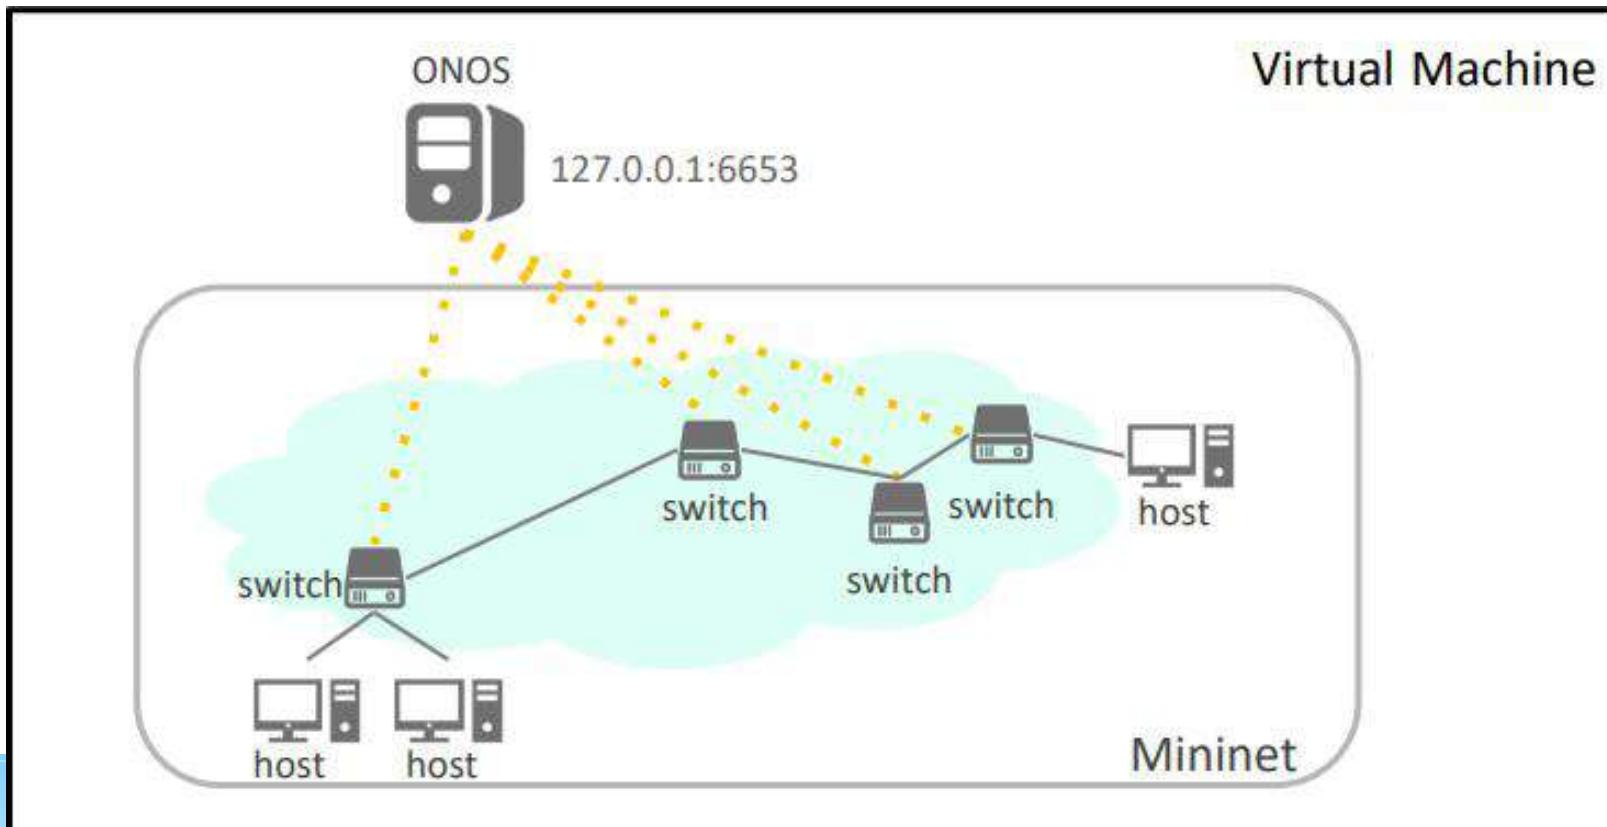 ONOS
Virtual Machine
127.0.0.1:6653
switch
switch
host
switch
switch
host
host
Mininet